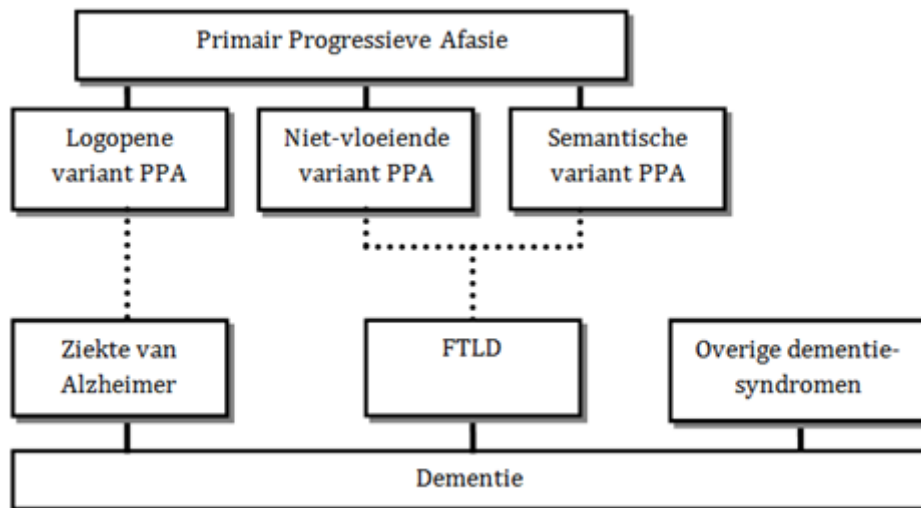 Primair Progressieve Afasie
Logopene
variant PPA
Niet-vloeiende
variant PPA
Semantische
variant PPA
Ziekte van
Alzheimer
FTLD
Overige dementie-
syndromen
Dementie